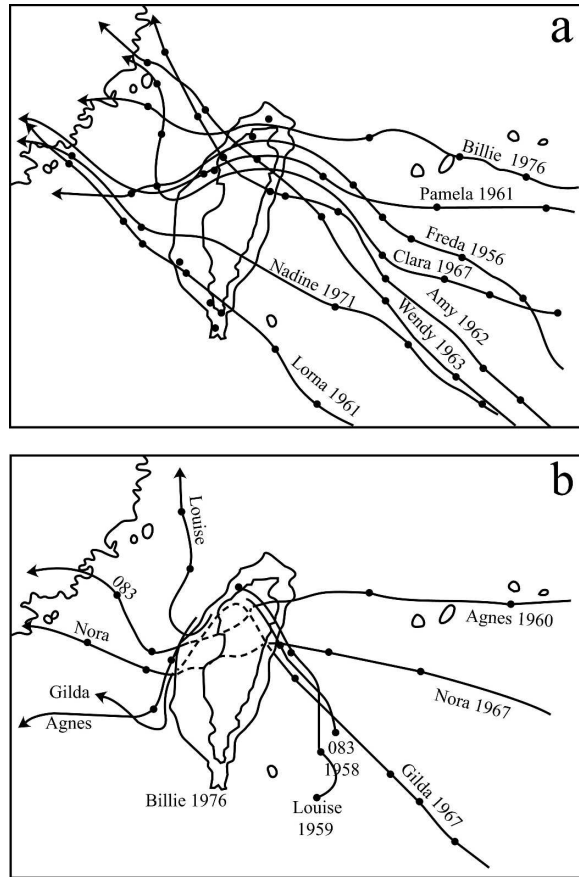 a
Billie 1976
Pamela 1961
Freda 1956
Clara 1967
Nadine 1971
Amy 1962
Wendy 1963
Lorna 1961
b
Louise
083
Agnes 1960
Nora
Nora 1967
Gilda
Agnes
083
1958
Billie 1976
Gilda 1967
Louise
1959